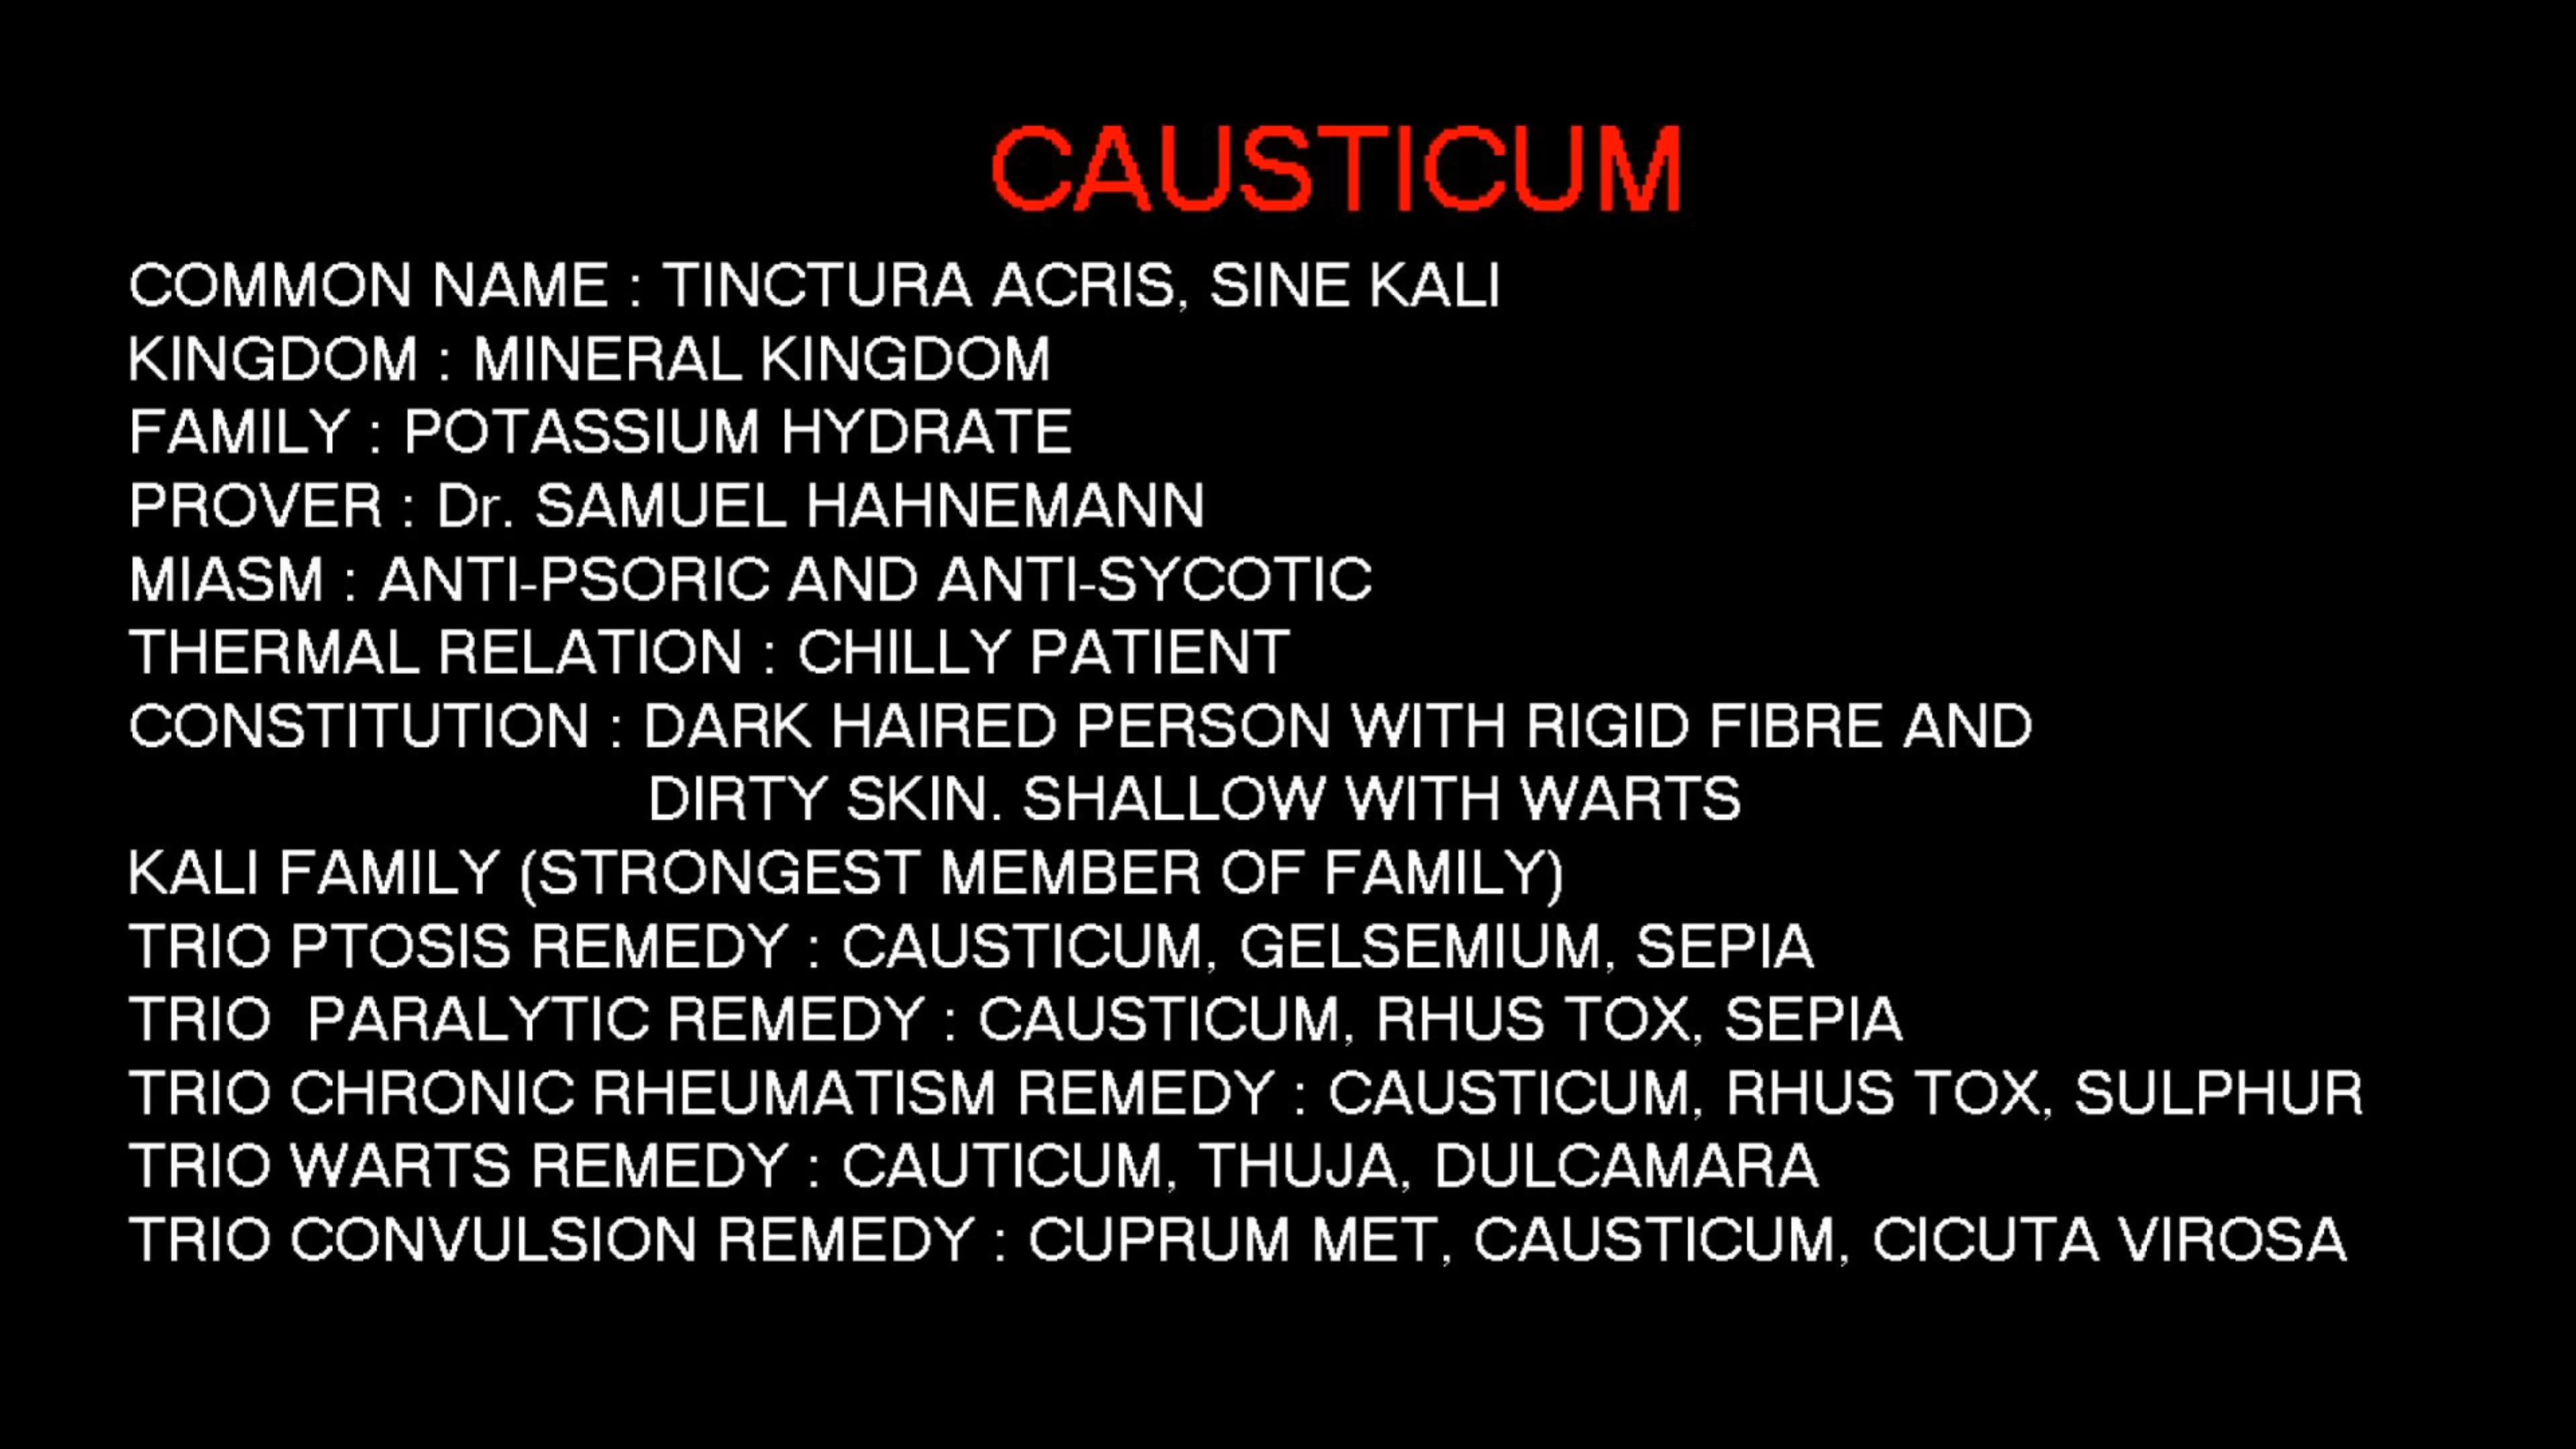 CAUSTICUM
COMMON NAME : TINCTURA ACRIS, SINE KALI
KINGDOM : MINERAL KINGDOM
FAMILY : POTASSIUM HYDRATE
PROVER : Dr. SAMUEL HAHNEMANN
MIASM : ANTI-PSORIC AND ANTI-SYCOTIC
THERMAL RELATION : CHILLY PATIENT
CONSTITUTION : DARK HAIRED PERSON WITH RIGID FIBRE AND
DIRTY SKIN. SHALLOW WITH WARTS
KALI FAMILY (STRONGEST MEMBER OF FAMILY)
TRIO PTOSIS REMEDY : CAUSTICUM, GELSEMIUM, SEPIA
TRIO  PARALYTIC REMEDY : CAUSTICUM, RHUS TOX, SEPIA
TRIO CHRONIC RHEUMATISM REMEDY : CAUSTICUM, RHUS TOX, SULPHUR
TRIO WARTS REMEDY : CAUTICUM, THUJA, DULCAMARA
TRIO CONVULSION REMEDY : CUPRUM MET, CAUSTICUM, CICUTA VIROSA